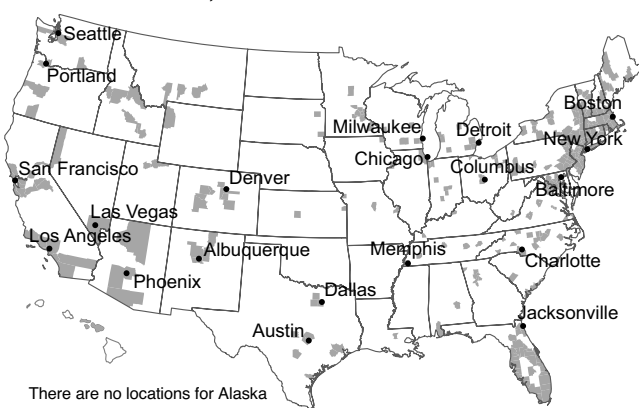 Seattle
Portland
Boston
Milwaukee
Detroit
New York
Chicago
Columbus
San Francisco
Denver
Baltimore
Las Vegas
Los Angeles
Albuquerque
Memphis
Charlotte
Phoenix
Dallas
Jacksonville
Austin
There are no locations for Alaska